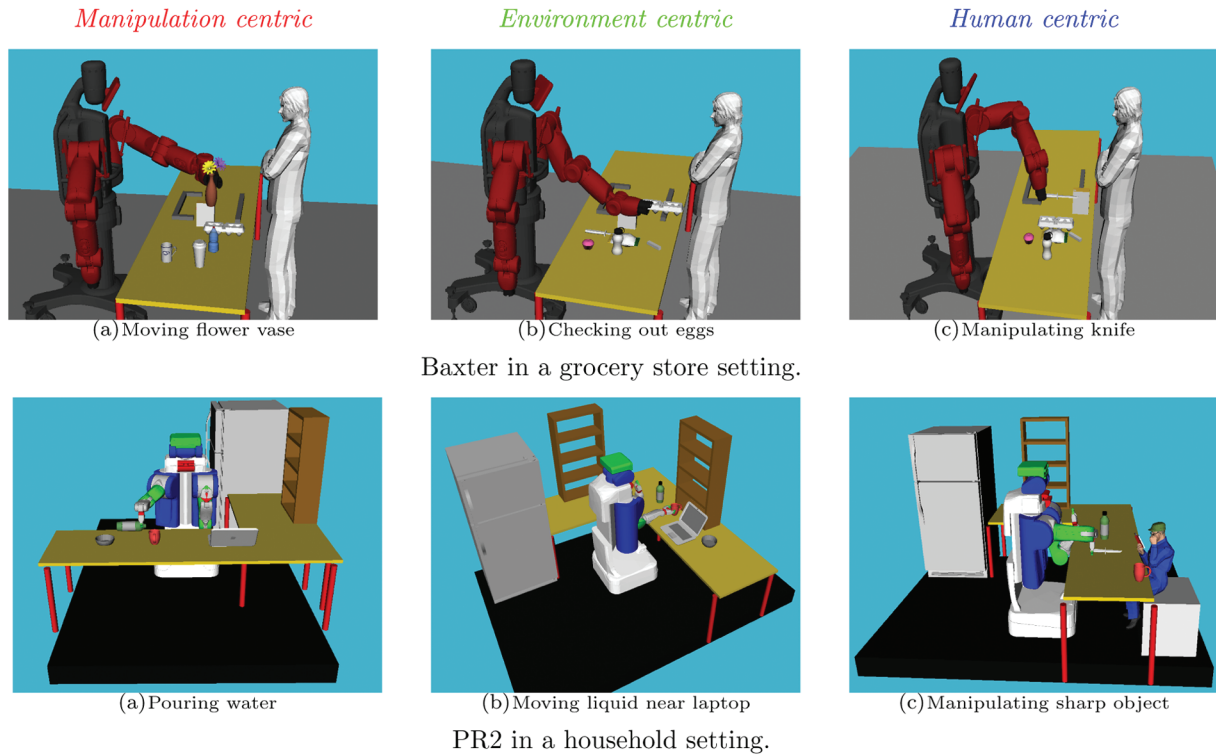 Manipulation centric
Environment centric
Human centric
(a)Moving flower vase
(b)Checking out eggs
(c)Manipulating knife
Baxter in a grocery store setting.
(a)Pouring water
(b)Moving liquid near laptop
(c)Manipulating sharp object
PR2 in a household setting.